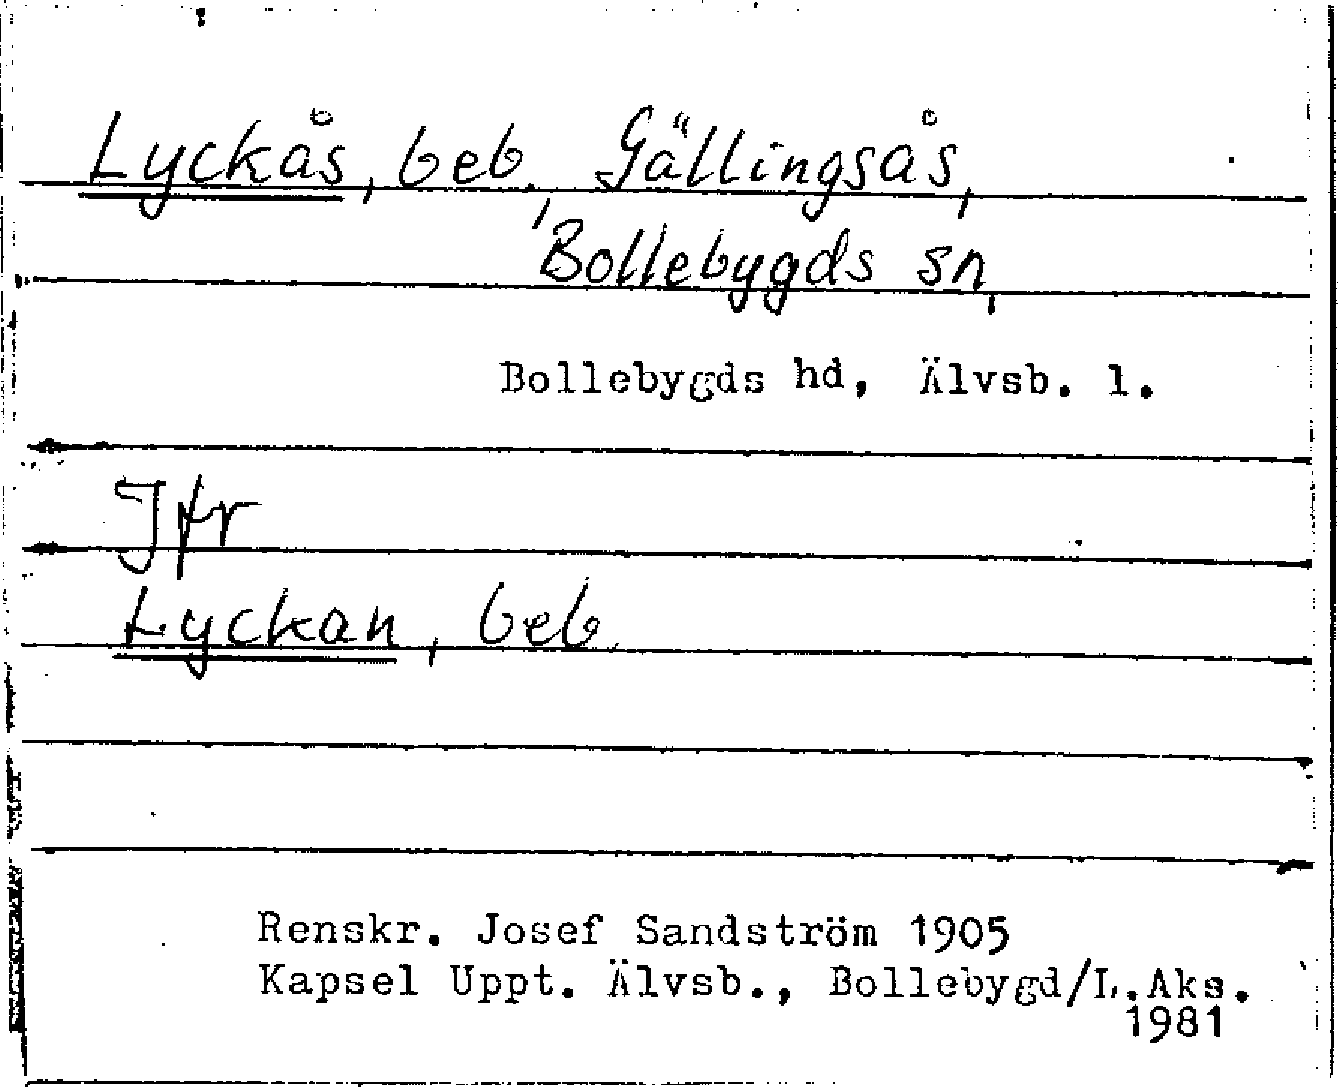 Lyckås, beb., Gällingsås,
Bollebygds sn,
Bollebygds hd, Älvsb. l.
Jfr
Lyckan, beb.
Renskr. Josef Sandström 1905
Kapsel Uppt. Älvsb., Bollebygd/L.Aks.
1981